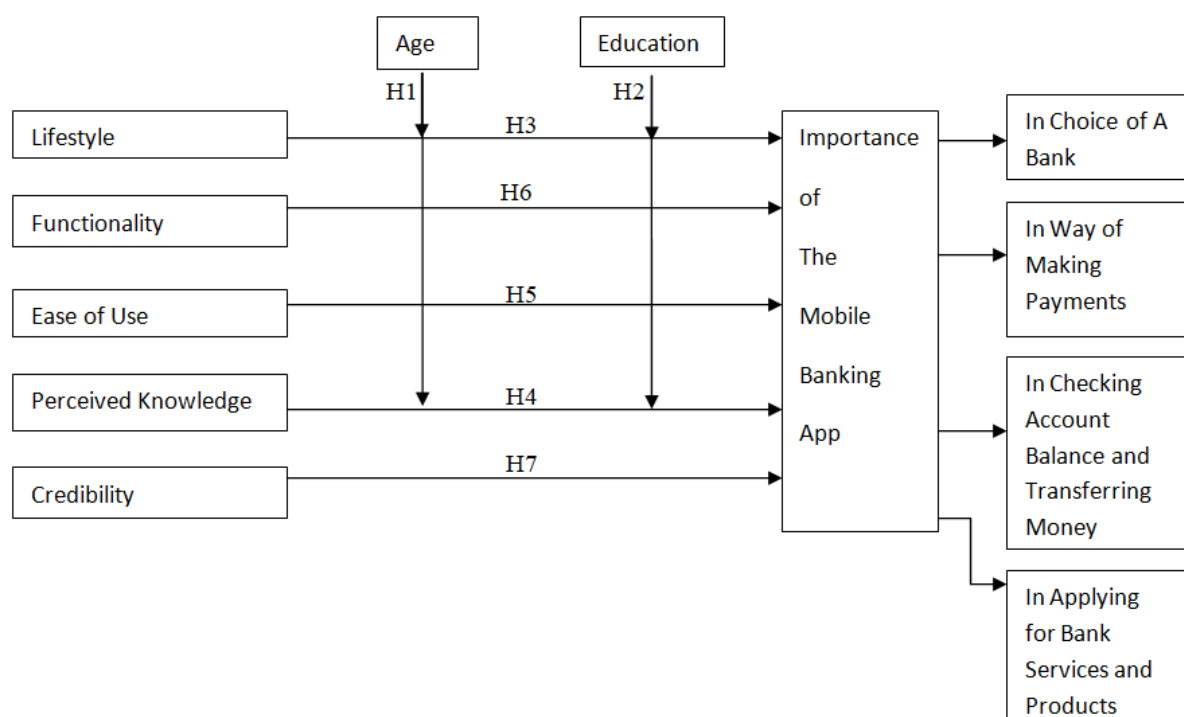 Age
Education
H1
H2
Lifestyle
H3
Functionality
H6
Ease of Use
H5
Perceived Knowledge
H4
Credibility
H7
Importance
of
The
Mobile
Banking
App
In Choice of A
Bank
In Way of
Making
Payments
In Checking
Account
Balance and
Transferring
Money
In Applying
for Bank
Services and
Products